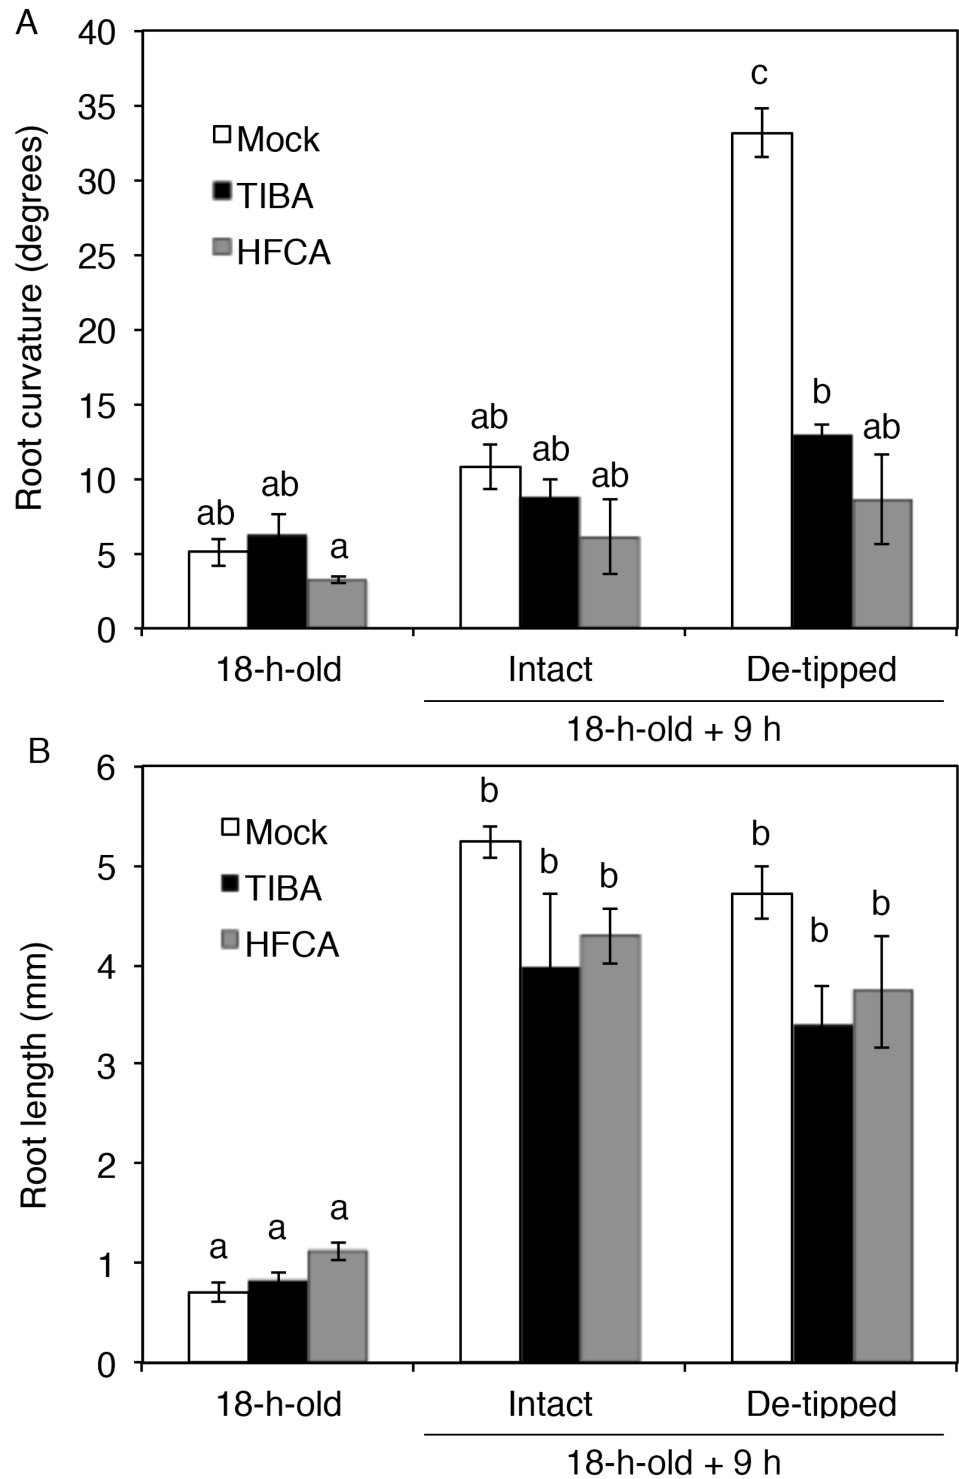 A
40
35
30
25
20
15
10
5
0
Root curvature (degrees)
Mock
TIBA
HFCA
ab
ab
a
ab
ab
ab
c
b
ab
18-h-old
Intact
De-tipped
18-h-old + 9 h
B
6
5
4
3
2
1
0
Root length (mm)
Mock
TIBA
HFCA
a
a
a
b
b
b
b
b
b
18-h-old
Intact
De-tipped
18-h-old + 9 h